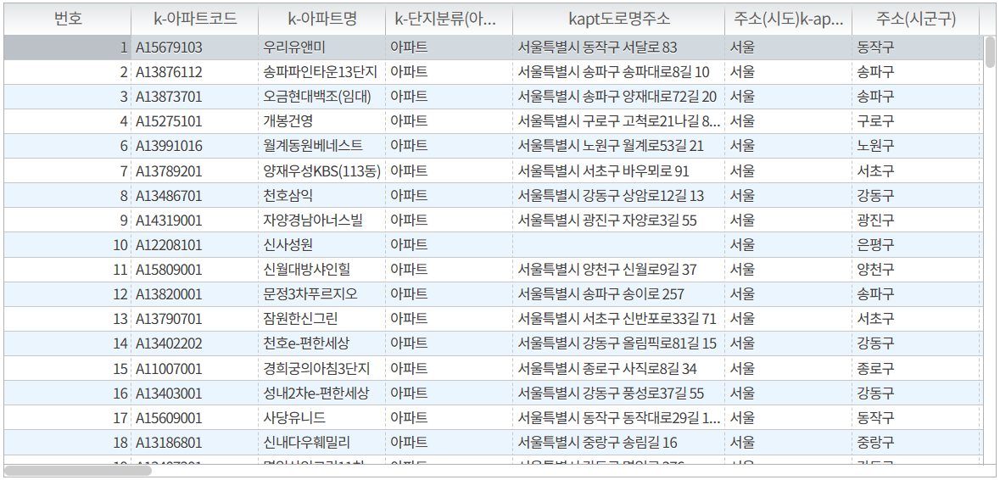 번호 k-아파트코드 k-아파트명 k-단지분류(아... kapt도로명주소 주소(시도)k-ap... 주소(시군구)
1 A15679103 우리유앤미 아파트 서울특별시 동작구 서달로 83 서울 동작구
2 A13876112 송파파인타운13단지 아파트 서울특별시 송파구 송파대로8길 10 서울 송파구
3 A13873701 오금현대백조(임대) 아파트 서울특별시 송파구 양재대로72길 20 서울 송파구
4 A15275101 개봉건영 아파트 서울특별시 구로구 고척로21나길 8... 서울 구로구
6 A13991016 월계동원베네스트 아파트 서울특별시 노원구 월계로53길 21 서울 노원구
7 A13789201 양재우성KBS(113동) 아파트 서울특별시 서초구 바우뫼로 91 서울 서초구
8 A13486701 천호삼익 아파트 서울특별시 강동구 상암로12길 13 서울 강동구
9 A14319001 자양경남아너스빌 아파트 서울특별시 광진구 자양로3길 55 서울 광진구
10 A12208101 신사성원 아파트 서울 은평구
11 A15809001 신월대방샤인힐 아파트 서울특별시 양천구 신월로9길 37 서울 양천구
12 A13820001 문정3차푸르지오 아파트 서울특별시 송파구 송이로 257 서울 송파구
13 A13790701 잠원한신그린 아파트 서울특별시 서초구 신반포로33길 71 서울 서초구
14 A13402202 천호e-편한세상 아파트 서울특별시 강동구 올림픽로81길 15 서울 강동구
15 A11007001 경희궁의아침3단지 아파트 서울특별시 종로구 사직로8길 34 서울 종로구
16 A13403001 성내2차e-편한세상 아파트 서울특별시 강동구 풍성로37길 55 서울 강동구
17 A15609001 사당유니드 아파트 서울특별시 동작구 동작대로29길 1... 서울 동작구
18 A13186801 신내다우훼밀리 아파트 서울특별시 중랑구 송림길 16 서울 중랑구